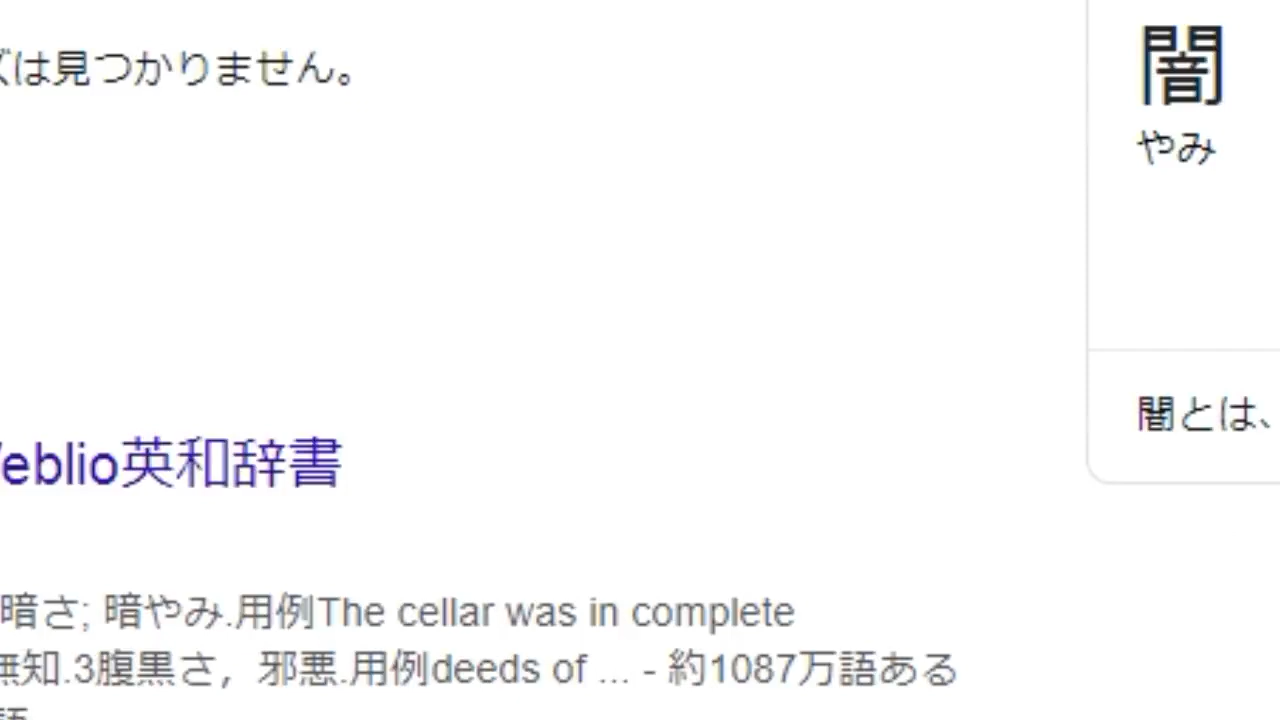 は見つかりません。
闇
やみ
闇とは、
eblio英和辞書
暗さ; 暗やみ.用例The cellar was in complete
無知.3腹黒さ，邪悪.用例deeds of ... - 約1087万語ある